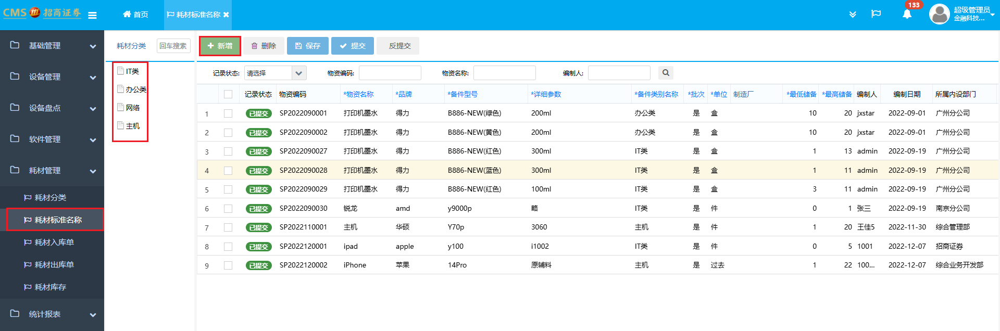 CMS 招商证券
首页
耗材标准名称
133
超级管理员
金融科技...
基础管理
设备管理
设备盘点
软件管理
耗材管理
耗材分类
耗材标准名称
耗材入库单
耗材出库单
耗材库存
统计报表
耗材分类 回车搜索
IT类
办公类
网络
主机
新增 删除 保存 提交 反提交
记录状态: 请选择 物资编码: 物资名称: 编制人:
记录状态 物资编码 *物资名称 *品牌 *备件型号 *详细参数 *备件类别名称 *批次 *单位 制造厂 *最低储备 *最高储备 编制人 编制日期 所属内设部门
1 已提交 SP2022090001 打印机墨水 得力 B886-NEW(绿色) 200ml 办公类 是 盒 10 20 jxstar 2022-09-01 广州分公司
2 已提交 SP2022090002 打印机墨水 得力 B886-NEW(黄色) 200ml 办公类 是 盒 10 20 jxstar 2022-09-01 广州分公司
3 已提交 SP2022090027 打印机墨水 得力 B886-NEW(红色) 300ml IT类 是 盒 1 13 admin 2022-09-19 广州分公司
4 已提交 SP2022090028 打印机墨水 得力 B886-NEW(蓝色) 300ml IT类 是 盒 1 11 admin 2022-09-19 广州分公司
5 已提交 SP2022090029 打印机墨水 得力 B886-NEW(红色) 100ml IT类 是 盒 3 11 admin 2022-09-19 广州分公司
6 已提交 SP2022090030 锐龙 amd y9000p 略 IT类 是 件 0 1 张三 2022-09-19 南京分公司
7 已提交 SP2022110001 主机 华硕 Y70p 3060 主机 是 件 1 20 王佳5 2022-11-30 综合管理部
8 已提交 SP2022120001 ipad apple y100 i1002 IT类 是 件 0 5 1001 2022-12-07 招商证券
9 已提交 SP2022120002 iPhone 苹果 14Pro 原辅料 主机 是 过去 1 22 100... 2022-12-07 综合业务开发部